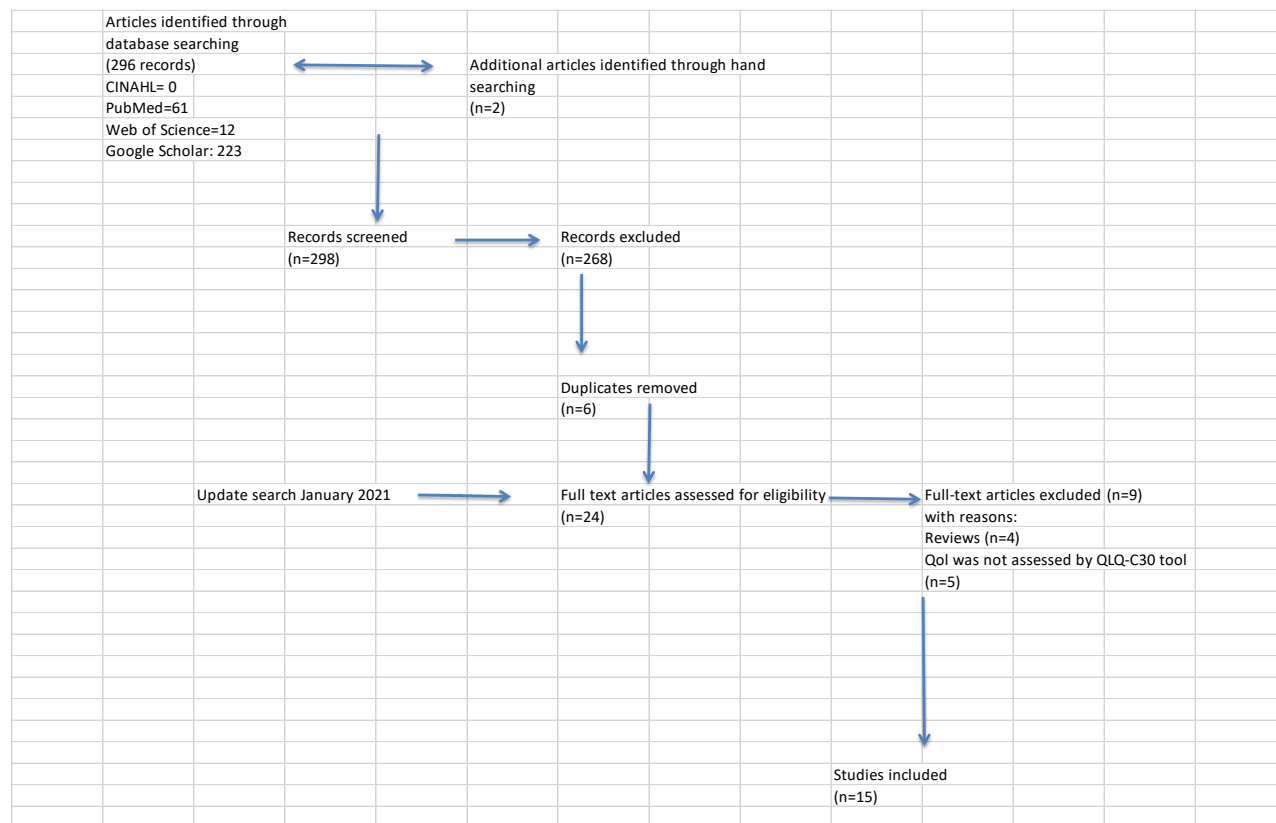 Articles identified through
database searching
(296 records)
CINAHL= 0
PubMed=61
Web of Science=12
Google Scholar: 223
Additional articles identified through hand
searching
(n=2)
Records screened
(n=298)
Records excluded
(n=268)
Duplicates removed
(n=6)
Update search January 2021
Full text articles assessed for eligibility
(n=24)
Full-text articles excluded (n=9)
with reasons:
Reviews (n=4)
Qol was not assessed by QLQ-C30 tool
(n=5)
Studies included
(n=15)